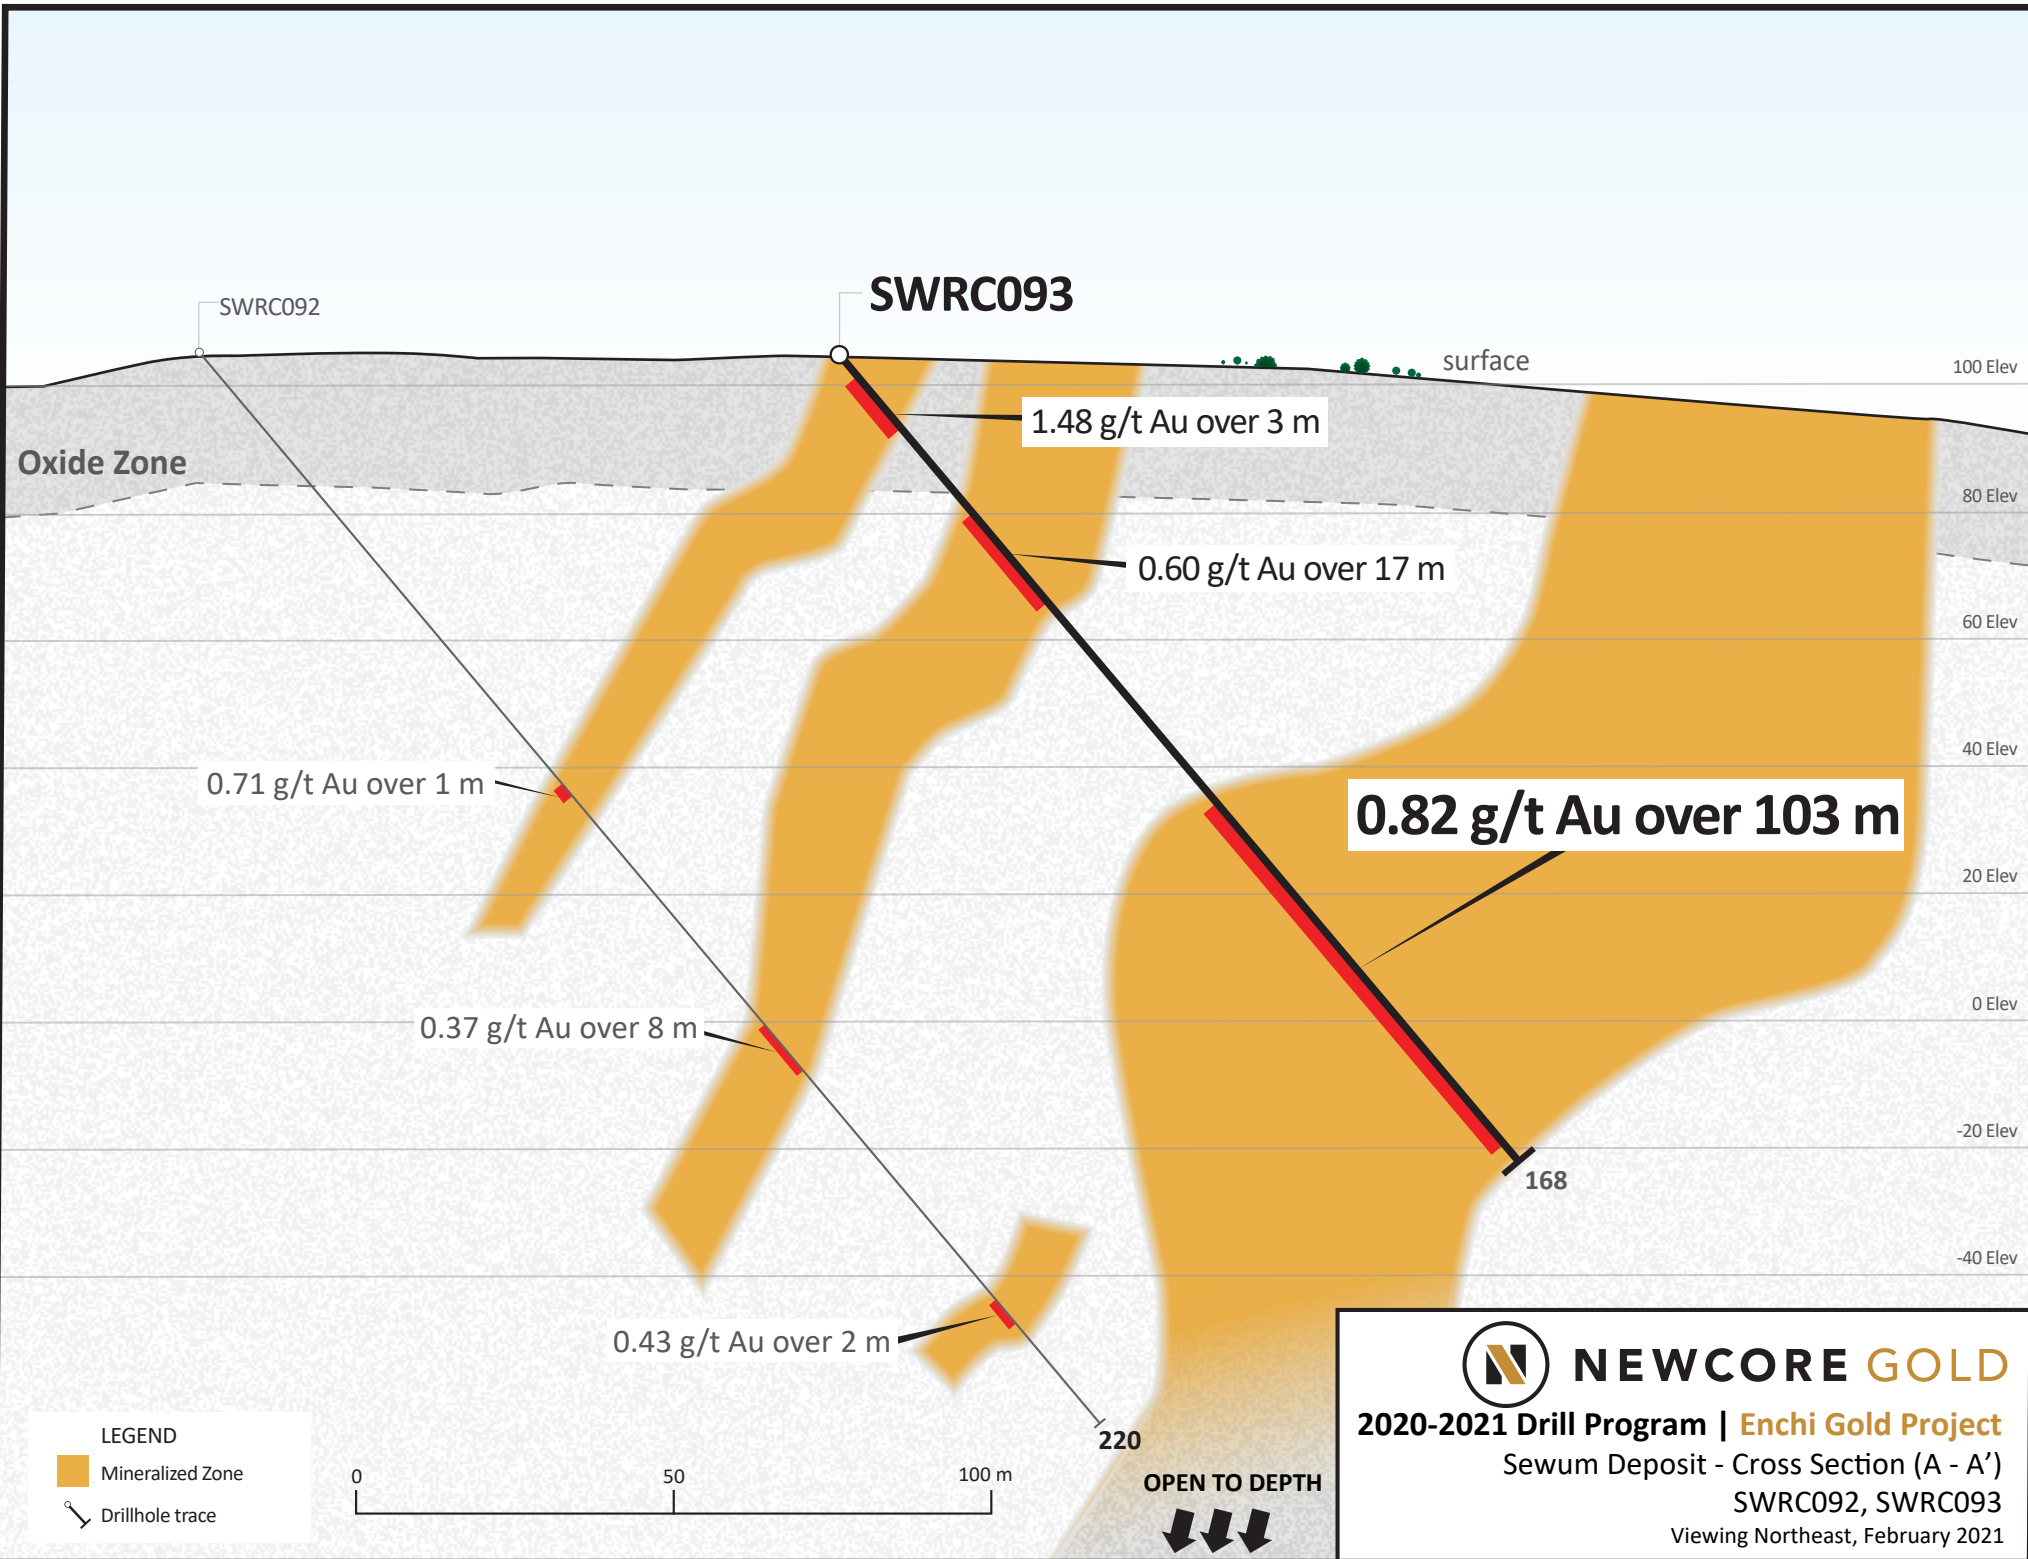 SWRC092
SWRC093
surface
100 Elev
1.48 g/t Au over 3 m
Oxide Zone
80 Elev
0.60 g/t Au over 17 m
60 Elev
40 Elev
0.71 g/t Au over 1 m
0.82 g/t Au over 103 m
20 Elev
0 Elev
0.37 g/t Au over 8 m
-20 Elev
168
-40 Elev
0.43 g/t Au over 2 m
220
LEGEND
Mineralized Zone
Drillhole trace
0 50 100 m
OPEN TO DEPTH
NEWCORE GOLD
2020-2021 Drill Program | Enchi Gold Project
Sewum Deposit - Cross Section (A - A')
SWRC092, SWRC093
Viewing Northeast, February 2021